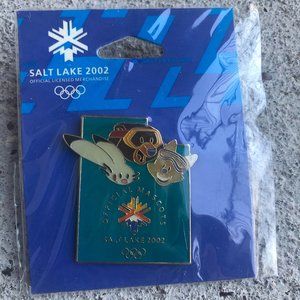 SALT LAKE 2002
OFFICIAL LICENSED MERCHANDISE
OFFICIAL MASCOTS
SALT LAKE 2002